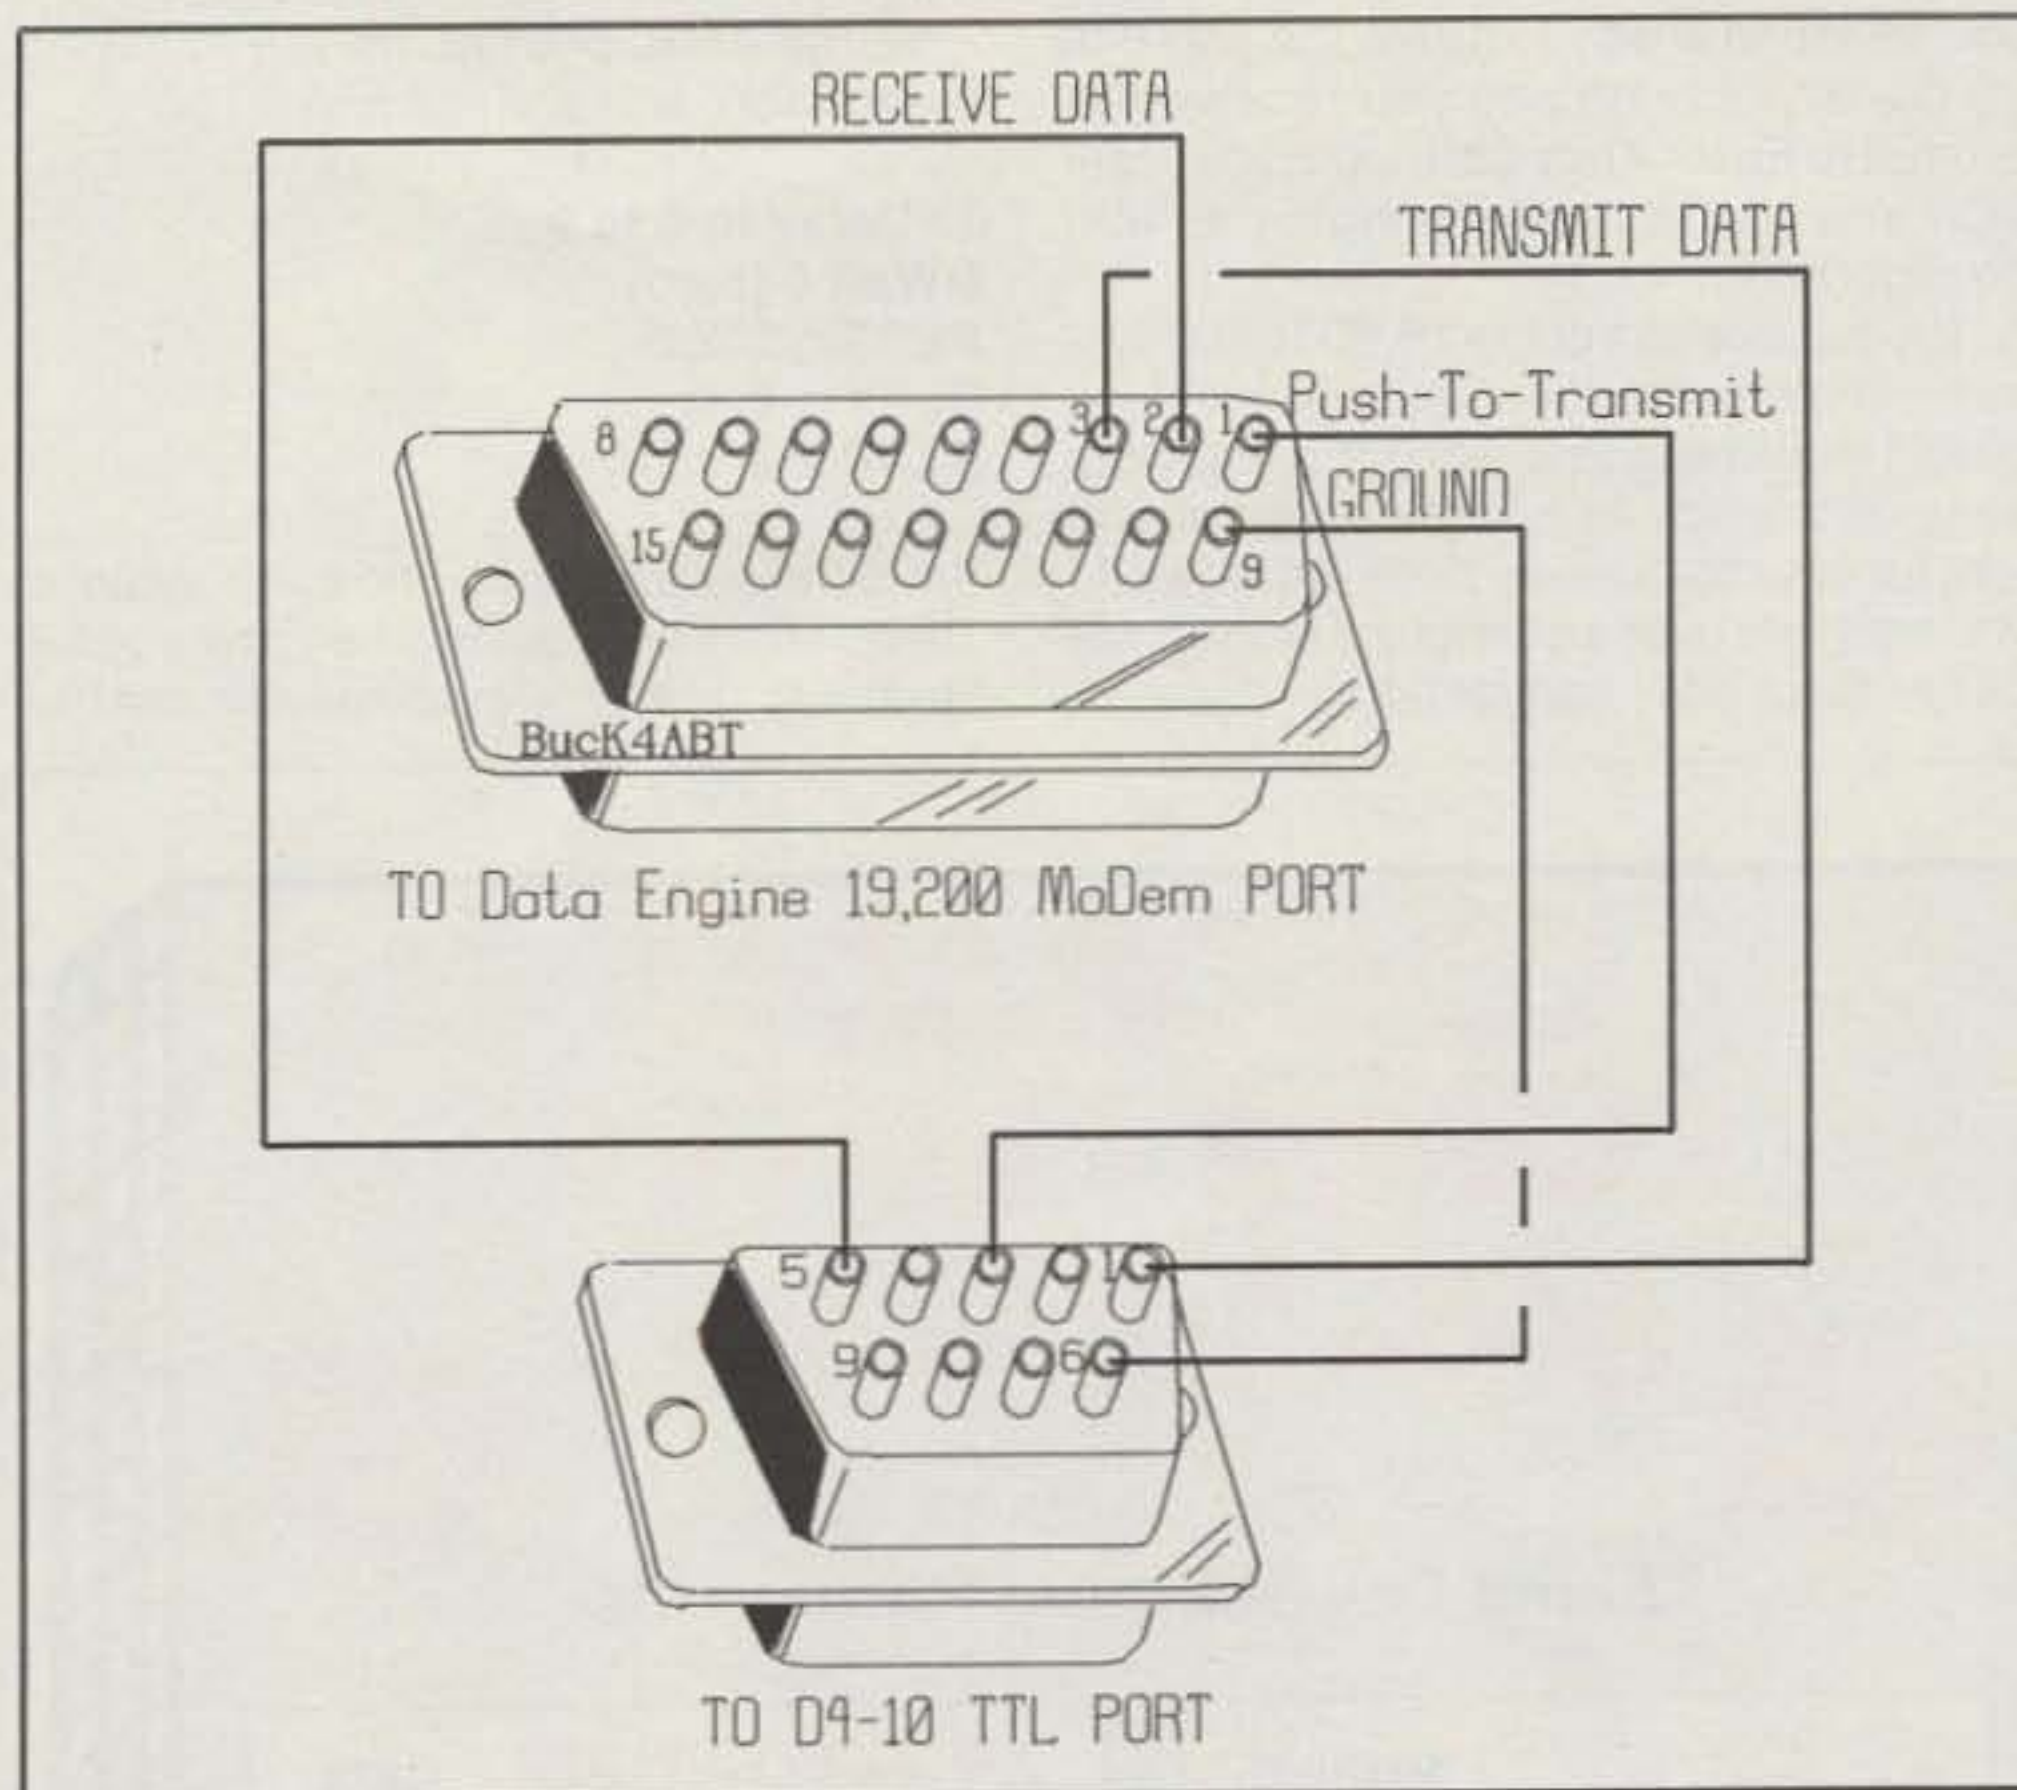 RECEIVE DATA
TRANSMIT DATA
Push-To-Transmit
8 3 2 1
GROUND
15 9
BucK4ABT
TO Data Engine 19,200 MoDem PORT
5 1
9 6
TO D4-10 TTL PORT